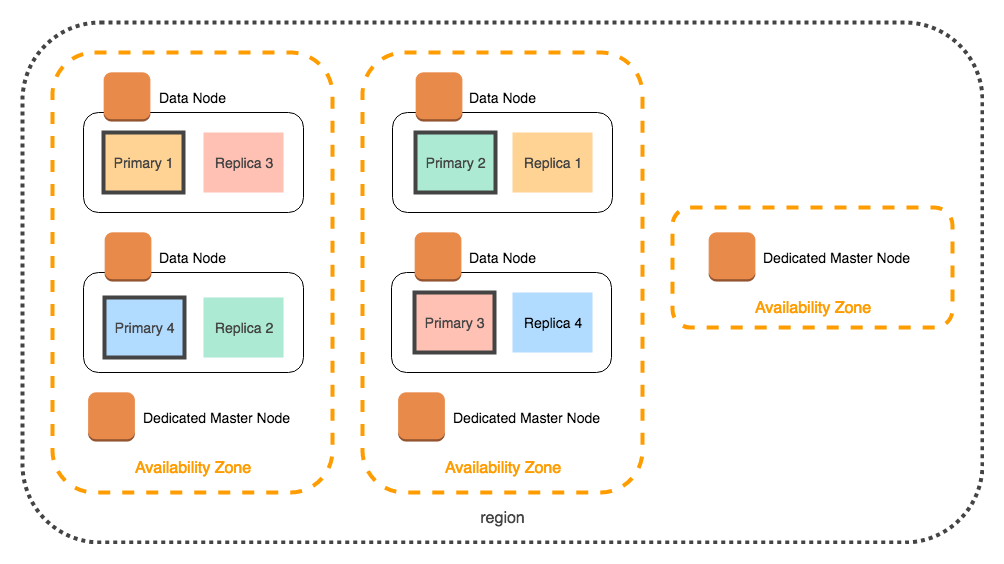 Data Node
Primary 1
Replica 3
Data Node
Primary 4
Replica 2
Dedicated Master Node
Availability Zone
Data Node
Primary 2
Replica 1
Data Node
Primary 3
Replica 4
Dedicated Master Node
Availability Zone
Dedicated Master Node
Availability Zone
region